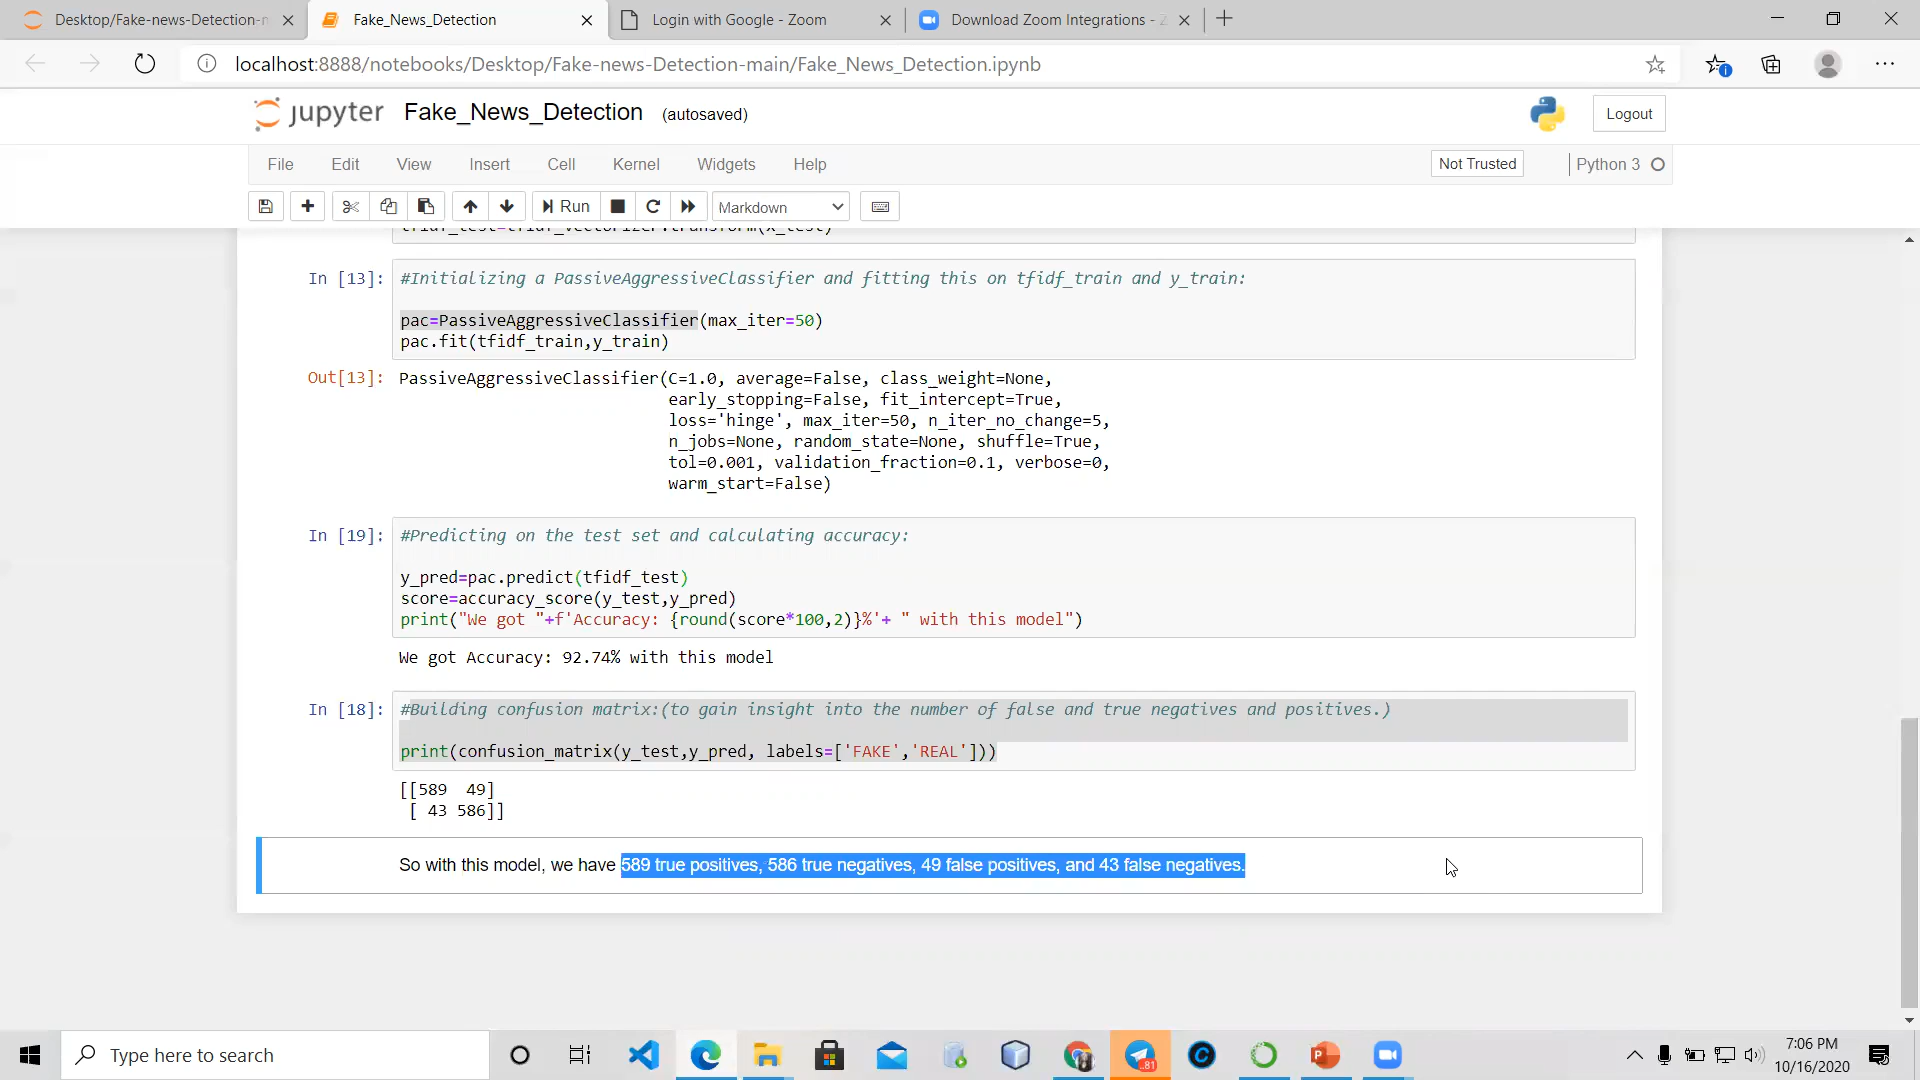 Desktop/Fake-news-Detection-m
Fake_News_Detection
Login with Google - Zoom
Download Zoom Integrations - Z
localhost:8888/notebooks/Desktop/Fake-news-Detection-main/Fake_News_Detection.ipynb
jupyter Fake_News_Detection (autosaved)
Logout
File Edit View Insert Cell Kernel Widgets Help
Not Trusted
Python 3
Run
Markdown
tfidf_test=tfidf_vectorizer.transform(x_test)
In [13]: #Initializing a PassiveAggressiveClassifier and fitting this on tfidf_train and y_train:
pac=PassiveAggressiveClassifier(max_iter=50)
pac.fit(tfidf_train,y_train)
Out[13]: PassiveAggressiveClassifier(C=1.0, average=False, class_weight=None,
early_stopping=False, fit_intercept=True,
loss='hinge', max_iter=50, n_iter_no_change=5,
n_jobs=None, random_state=None, shuffle=True,
tol=0.001, validation_fraction=0.1, verbose=0,
warm_start=False)
In [19]: #Predicting on the test set and calculating accuracy:
y_pred=pac.predict(tfidf_test)
score=accuracy_score(y_test,y_pred)
print("We got "+f'Accuracy: {round(score*100,2)}%'+ " with this model")
We got Accuracy: 92.74% with this model
In [18]: #Building confusion matrix:(to gain insight into the number of false and true negatives and positives.)
print(confusion_matrix(y_test,y_pred, labels=['FAKE','REAL']))
[[589  49]
[ 43 586]]
So with this model, we have 589 true positives, 586 true negatives, 49 false positives, and 43 false negatives.
Type here to search
81
7:06 PM
10/16/2020